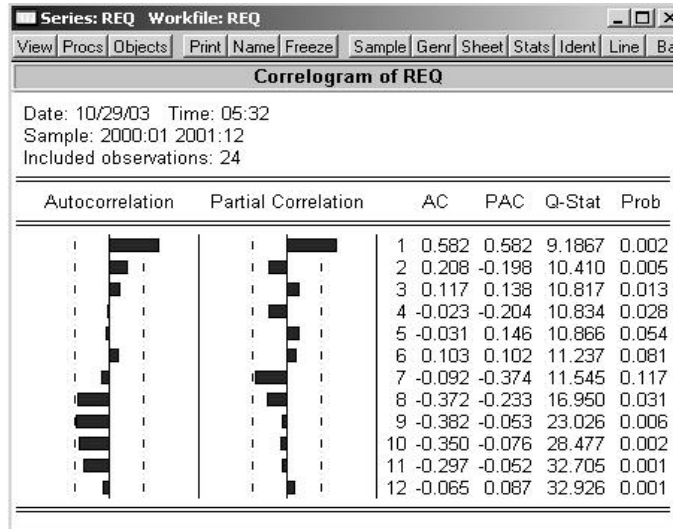 Series: REQ Workfile: REQ
View Procs Objects Print Name Freeze Sample Genr Sheet Stats Ident Line Ba
Correlogram of REQ
Date: 10/29/03 Time: 05:32
Sample: 2000:01 2001:12
Included observations: 24
Autocorrelation Partial Correlation AC PAC Q-Stat Prob
1 0.582 0.582 9.1867 0.002
2 0.208 -0.198 10.410 0.005
3 0.117 0.138 10.817 0.013
4 -0.023 -0.204 10.834 0.028
5 -0.031 0.146 10.866 0.054
6 0.103 0.102 11.237 0.081
7 -0.092 -0.374 11.545 0.117
8 -0.372 -0.233 16.950 0.031
9 -0.382 -0.053 23.026 0.006
10 -0.350 -0.076 28.477 0.002
11 -0.297 -0.052 32.705 0.001
12 -0.065 0.087 32.926 0.001